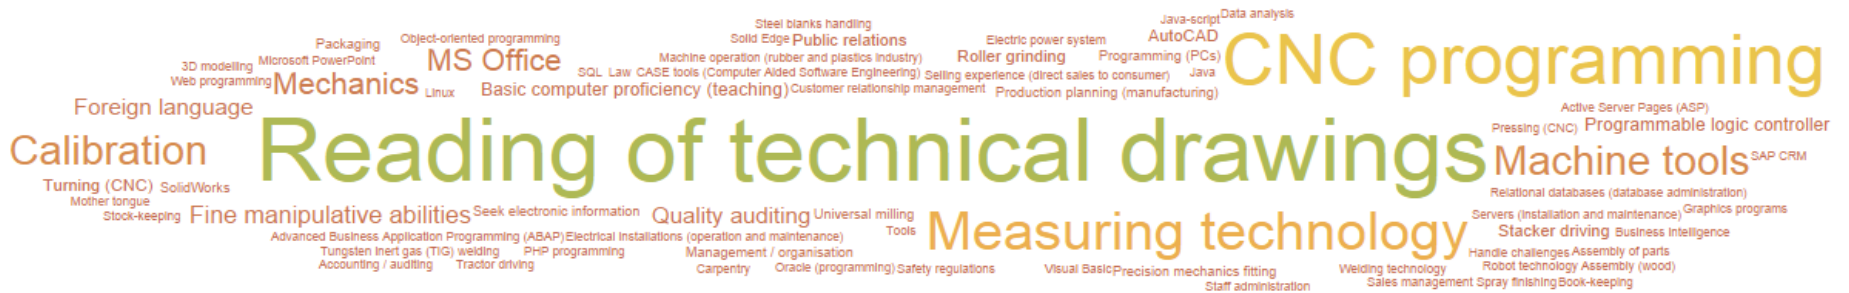 Steel blanks handling
Java-script
Data analysis
Packaging
Object-oriented programming
Solid Edge
Public relations
Electric power system
AutoCAD
CNC programming
3D modelling
Microsoft PowerPoint
MS Office
Machine operation (rubber and plastics industry)
Roller grinding
Programming (PCs)
Web programming
Mechanics
Linux
SQL
Law
CASE tools (Computer Aided Software Engineering)
Selling experience (direct sales to consumer)
Java
Basic computer proficiency (teaching)
Customer relationship management
Production planning (manufacturing)
Foreign language
Active Server Pages (ASP)
Calibration
Reading of technical drawings
Pressing (CNC)
Programmable logic controller
Machine tools
SAP CRM
Turning (CNC)
SolidWorks
Relational databases (database administration)
Mother tongue
Stock-keeping
Fine manipulative abilities
Seek electronic information
Quality auditing
Universal milling
Measuring technology
Servers (installation and maintenance)
Graphics programs
Tools
Stacker driving
Business intelligence
Advanced Business Application Programming (ABAP)
Electrical installations (operation and maintenance)
Tungsten inert gas (TIG) welding
PHP programming
Management / organisation
Handle challenges
Assembly of parts
Accounting / auditing
Tractor driving
Carpentry
Oracle (programming)
Safety regulations
Visual Basic
Precision mechanics fitting
Welding technology
Robot technology
Assembly (wood)
Staff administration
Sales management
Spray finishing
Book-keeping